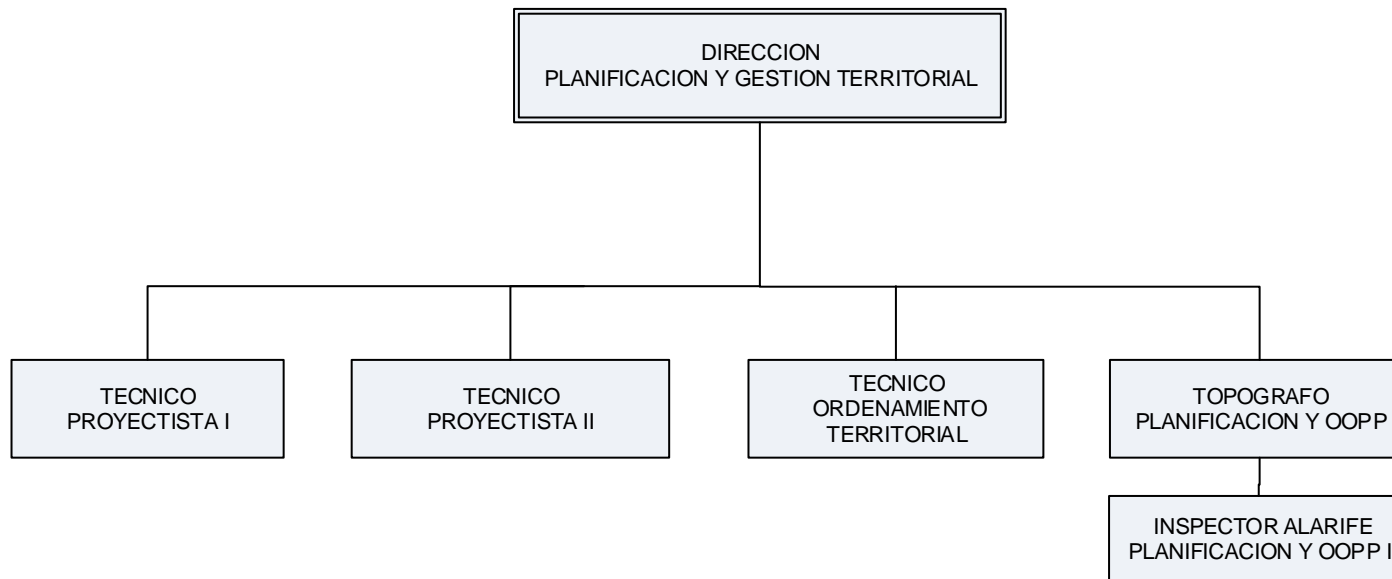 DIRECCION
PLANIFICACION Y GESTION TERRITORIAL
TECNICO
PROYECTISTA I
TECNICO
PROYECTISTA II
TECNICO
ORDENAMIENTO
TERRITORIAL
TOPOGRAFO
PLANIFICACION Y OOPP
INSPECTOR ALARIFE
PLANIFICACION Y OOPP I